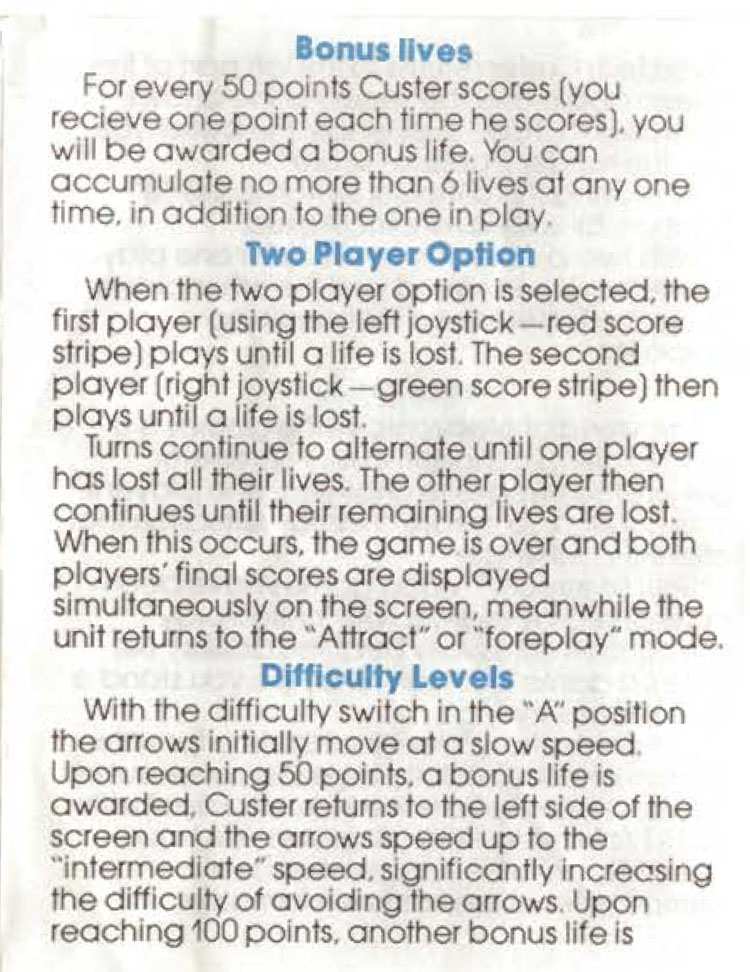 Bonus lives
For every 50 points Custer scores (you
recieve one point each time he scores), you
will be awarded a bonus life. You can
accumulate no more than 6 lives at any one
time, in addition to the one in play.
Two Player Option
When the two player option is selected, the
first player (using the left joystick—red score
stripe) plays until a life is lost. The second
player (right joystick—green score stripe) then
plays until a life is lost.
Turns continue to alternate until one player
has lost all their lives. The other player then
continues until their remaining lives are lost.
When this occurs, the game is over and both
players' final scores are displayed
simultaneously on the screen, meanwhile the
unit returns to the "Attract" or "foreplay" mode.
Difficulty Levels
With the difficulty switch in the "A" position
the arrows initially move at a slow speed.
Upon reaching 50 points, a bonus life is
awarded, Custer returns to the left side of the
screen and the arrows speed up to the
"intermediate" speed, significantly increasing
the difficulty of avoiding the arrows. Upon
reaching 100 points, another bonus life is